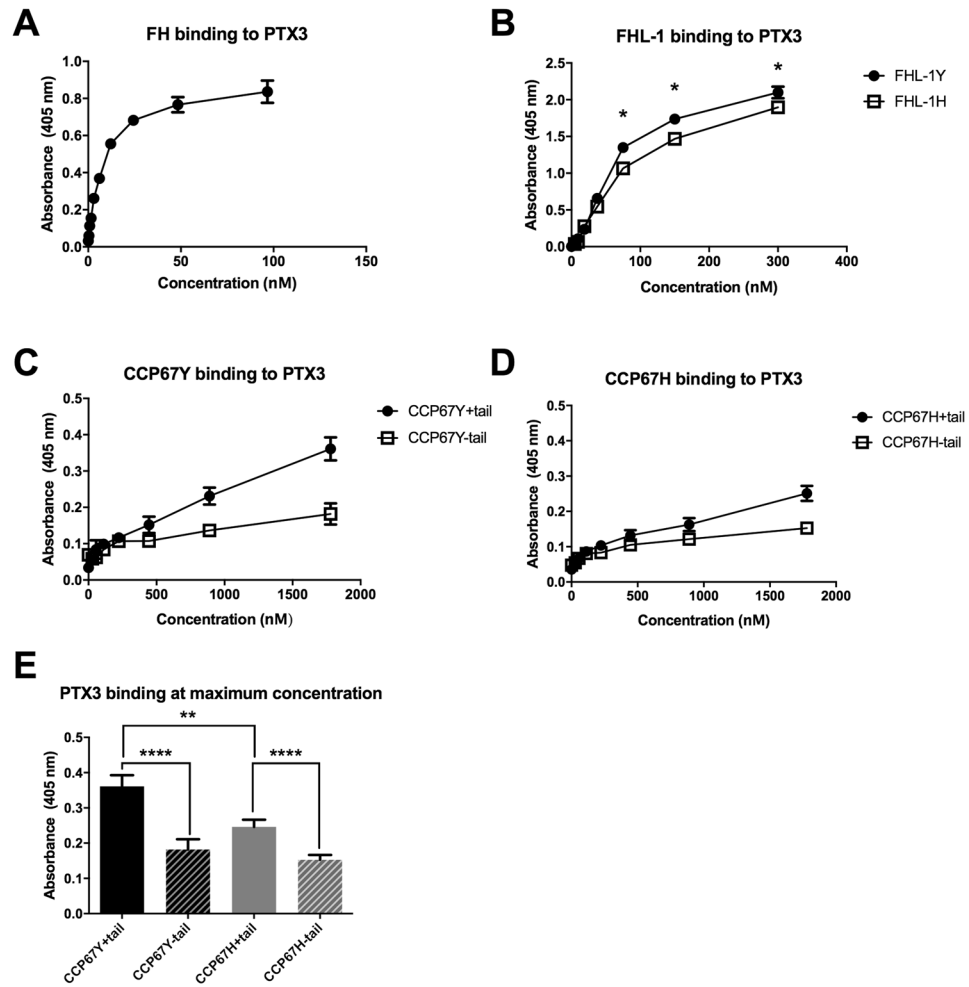 A
FH binding to PTX3
Absorbance (405 nm)
1.0
0.8
0.6
0.4
0.2
0.0
0
50
100
150
Concentration (nM)
B
FHL-1 binding to PTX3
Absorbance (405 nm)
2.5
2.0
1.5
1.0
0.5
0.0
*
*
*
0
100
200
300
400
Concentration (nM)
FHL-1Y
FHL-1H
C
CCP67Y binding to PTX3
Absorbance (405 nm)
0.5
0.4
0.3
0.2
0.1
0.0
0
500
1000
1500
2000
Concentration (nM)
CCP67Y+tail
CCP67Y-tail
D
CCP67H binding to PTX3
Absorbance (405 nm)
0.5
0.4
0.3
0.2
0.1
0.0
0
500
1000
1500
2000
Concentration (nM)
CCP67H+tail
CCP67H-tail
E
PTX3 binding at maximum concentration
Absorbance (405 nm)
0.5
0.4
0.3
0.2
0.1
0.0
**
****
****
CCP67Y+tail
CCP67Y-tail
CCP67H+tail
CCP67H-tail